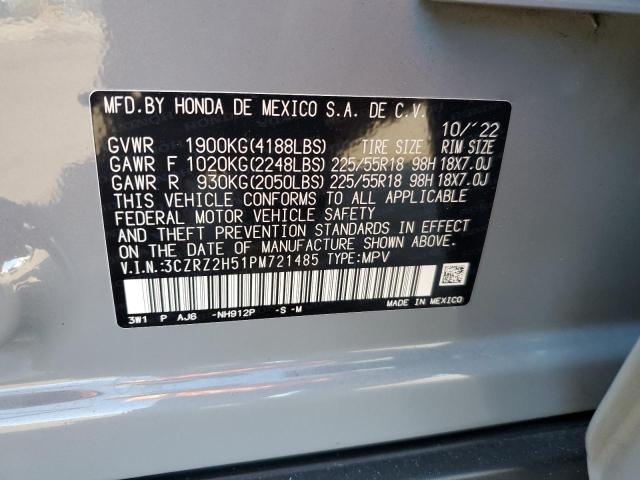 MFD.BY HONDA DE MEXICO S.A. DE C.V.
10/'22
GVWR 1900KG(4188LBS) TIRE SIZE RIM SIZE
GAWR F 1020KG(2248LBS) 225/55R18 98H 18X7.0J
GAWR R 930KG(2050LBS) 225/55R18 98H 18X7.0J
THIS VEHICLE CONFORMS TO ALL APPLICABLE
FEDERAL MOTOR VEHICLE SAFETY
AND THEFT PREVENTION STANDARDS IN EFFECT
ON THE DATE OF MANUFACTURE SHOWN ABOVE.
V.I.N.:3CZRZ2H51PM721485 TYPE:MPV
3W1 P AJ6 -NH912P -S -M
MADE IN MEXICO